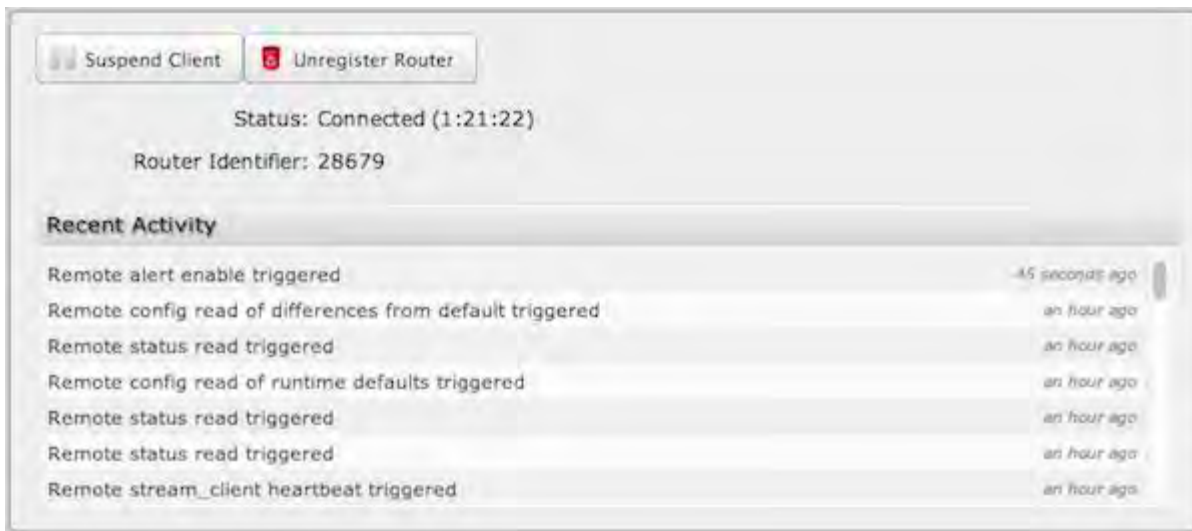 Suspend Client Unregister Router
Status: Connected (1:21:22)
Router Identifier: 28679
Recent Activity
Remote alert enable triggered 45 seconds ago
Remote config read of differences from default triggered an hour ago
Remote status read triggered an hour ago
Remote config read of runtime defaults triggered an hour ago
Remote status read triggered an hour ago
Remote status read triggered an hour ago
Remote stream_client heartbeat triggered an hour ago